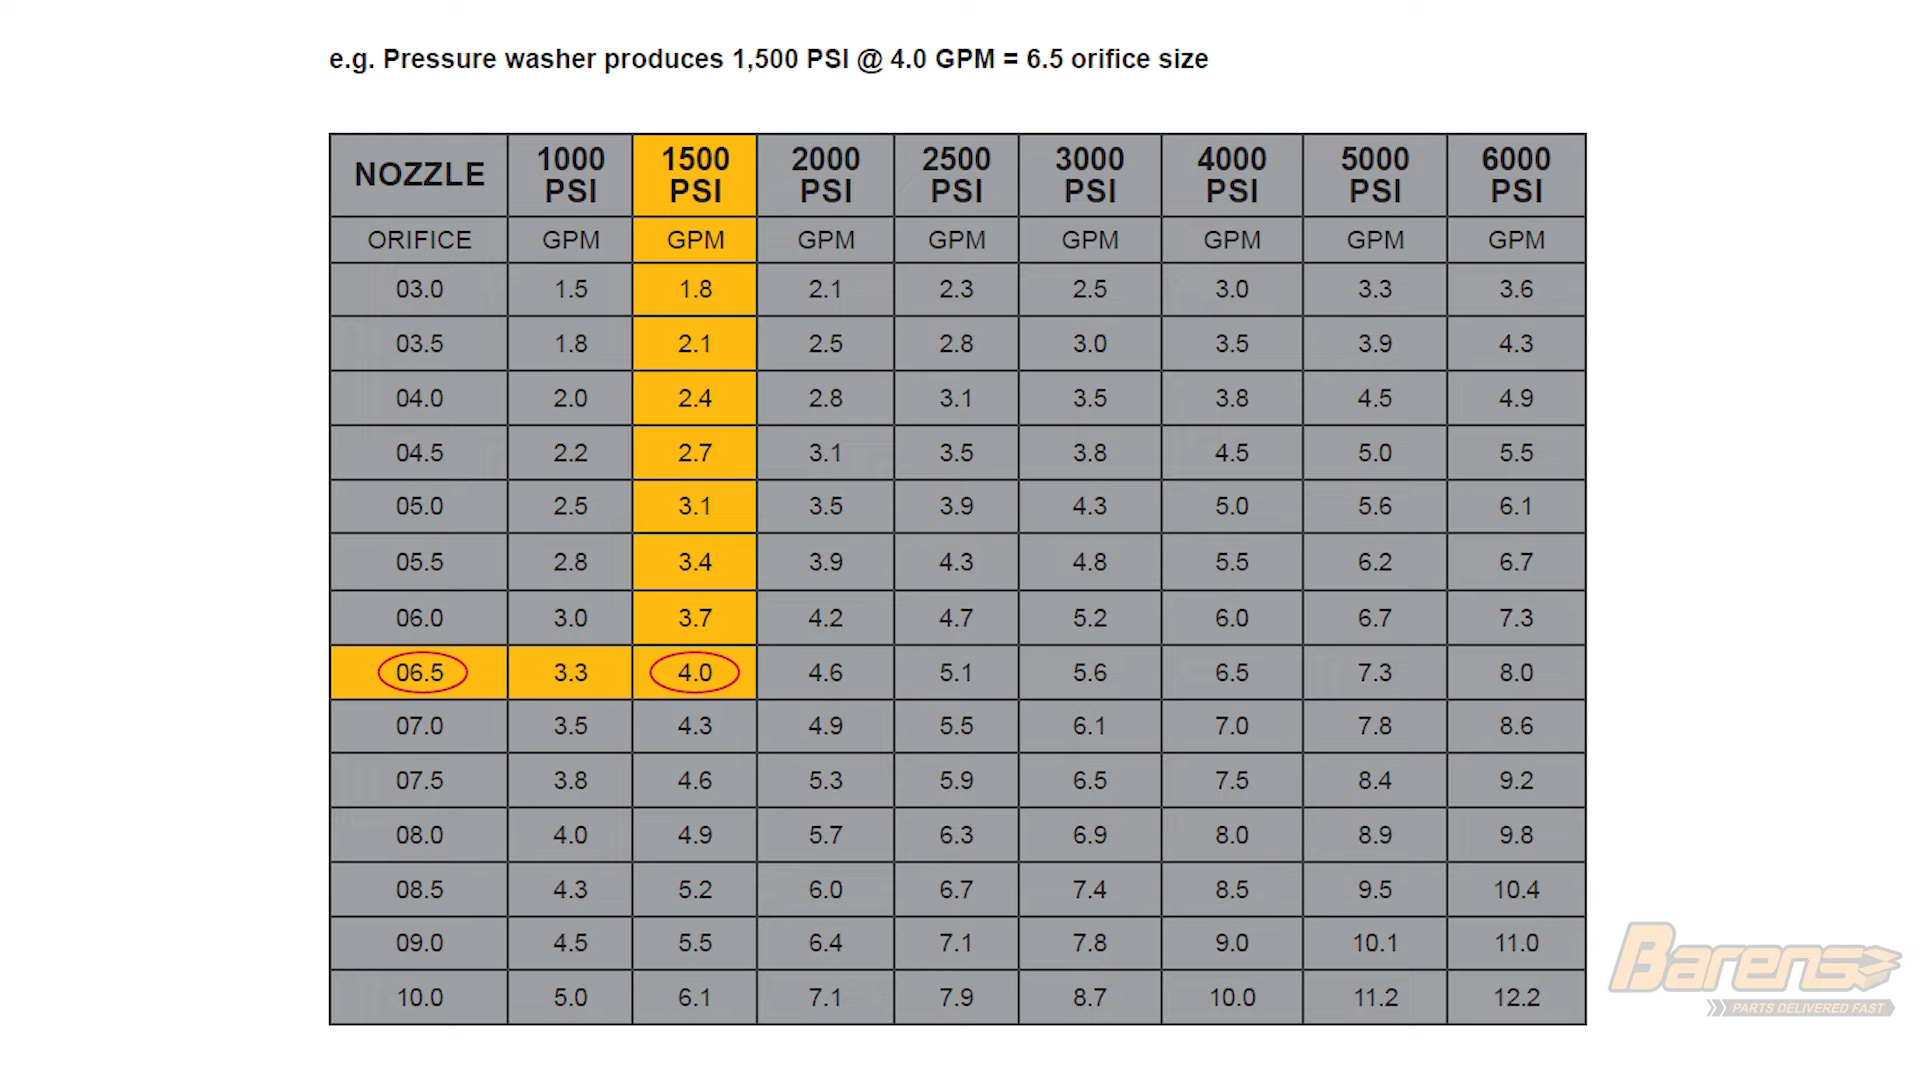 e.g. Pressure washer produces 1,500 PSI @ 4.0 GPM = 6.5 orifice size
NOZZLE 1000 PSI 1500 PSI 2000 PSI 2500 PSI 3000 PSI 4000 PSI 5000 PSI 6000 PSI
ORIFICE GPM GPM GPM GPM GPM GPM GPM GPM
03.0 1.5 1.8 2.1 2.3 2.5 3.0 3.3 3.6
03.5 1.8 2.1 2.5 2.8 3.0 3.5 3.9 4.3
04.0 2.0 2.4 2.8 3.1 3.5 3.8 4.5 4.9
04.5 2.2 2.7 3.1 3.5 3.8 4.5 5.0 5.5
05.0 2.5 3.1 3.5 3.9 4.3 5.0 5.6 6.1
05.5 2.8 3.4 3.9 4.3 4.8 5.5 6.2 6.7
06.0 3.0 3.7 4.2 4.7 5.2 6.0 6.7 7.3
06.5 3.3 4.0 4.6 5.1 5.6 6.5 7.3 8.0
07.0 3.5 4.3 4.9 5.5 6.1 7.0 7.8 8.6
07.5 3.8 4.6 5.3 5.9 6.5 7.5 8.4 9.2
08.0 4.0 4.9 5.7 6.3 6.9 8.0 8.9 9.8
08.5 4.3 5.2 6.0 6.7 7.4 8.5 9.5 10.4
09.0 4.5 5.5 6.4 7.1 7.8 9.0 10.1 11.0
10.0 5.0 6.1 7.1 7.9 8.7 10.0 11.2 12.2
Barens
PARTS DELIVERED FAST